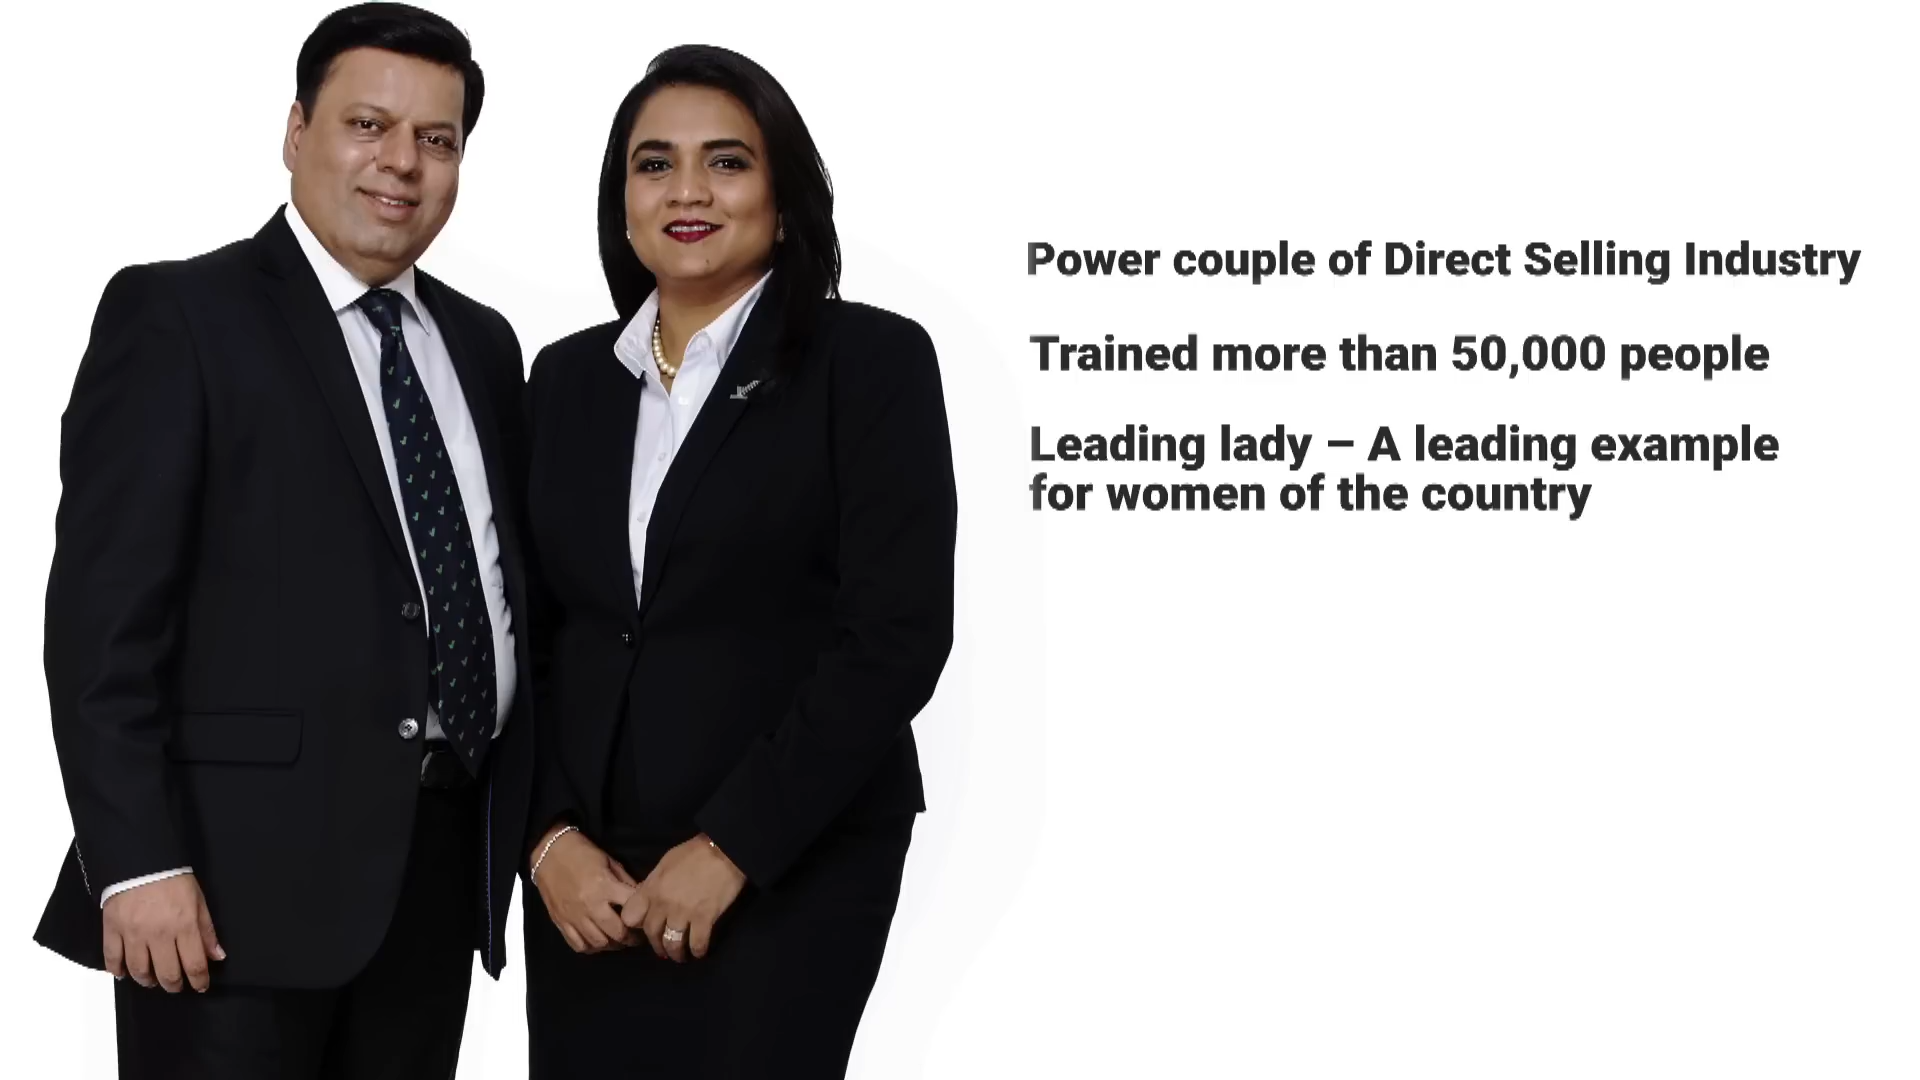 Power couple of Direct Selling Industry
Trained more than 50,000 people
Leading lady – A leading example
for women of the country